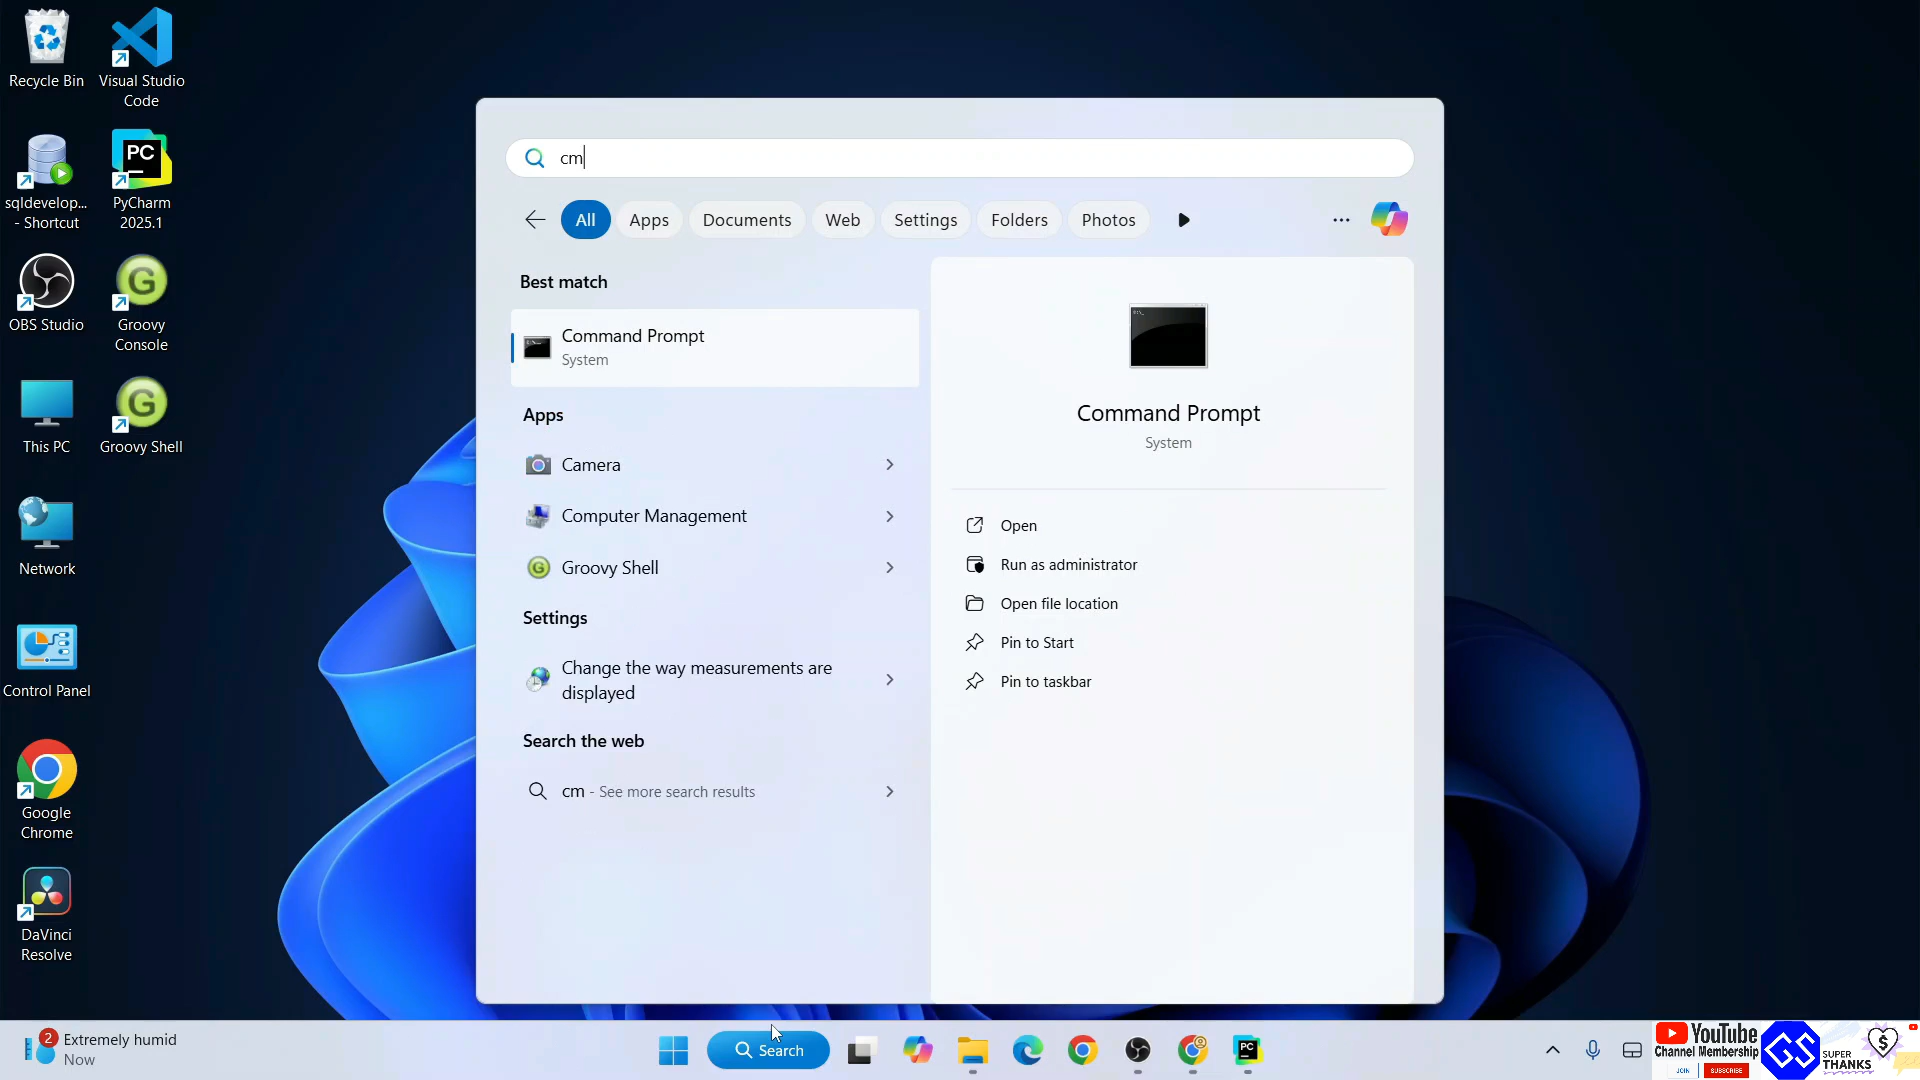 Recycle Bin
Visual Studio
Code
sqldevelop...
- Shortcut
PC
PyCharm
2025.1
OBS Studio
G
Groovy
Console
This PC
G
Groovy Shell
Network
Control Panel
Google
Chrome
DaVinci
Resolve
cm
All
Apps
Documents
Web
Settings
Folders
Photos
...
Best match
Command Prompt
System
Apps
Camera
Computer Management
G
Groovy Shell
Settings
Change the way measurements are
displayed
Search the web
cm - See more search results
Command Prompt
System
Open
Run as administrator
Open file location
Pin to Start
Pin to taskbar
2
Extremely humid
Now
Search
PC
YouTube
Channel Membership
JOIN
SUBSCRIBE
GS
SUPER
THANKS
$